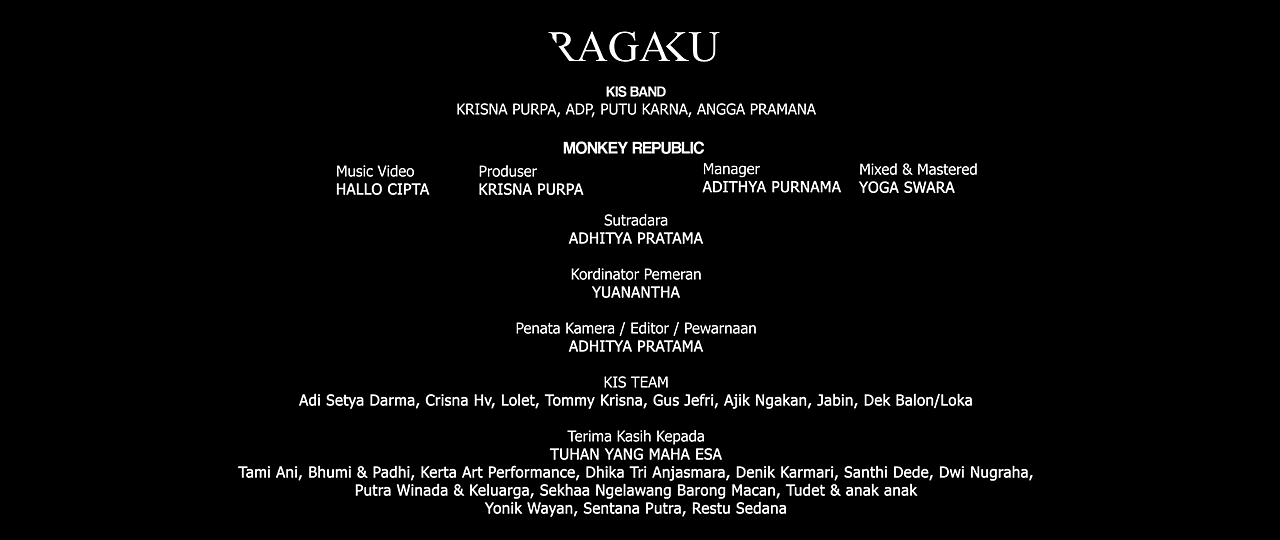 RAGAKU
KIS BAND
KRISNA PURPA, ADP, PUTU KARNA, ANGGA PRAMANA
MONKEY REPUBLIC
Music Video
HALLO CIPTA
Produser
KRISNA PURPA
Manager
ADITHYA PURNAMA
Mixed & Mastered
YOGA SWARA
Sutradara
ADHITYA PRATAMA
Kordinator Pemeran
YUANANTHA
Penata Kamera / Editor / Pewarnaan
ADHITYA PRATAMA
KIS TEAM
Adi Setya Darma, Crisna Hv, Lolet, Tommy Krisna, Gus Jefri, Ajik Ngakan, Jabin, Dek Balon/Loka
Terima Kasih Kepada
TUHAN YANG MAHA ESA
Tami Ani, Bhumi & Padhi, Kerta Art Performance, Dhika Tri Anjasmara, Denik Karmari, Santhi Dede, Dwi Nugraha,
Putra Winada & Keluarga, Sekhaa Ngelawang Barong Macan, Tudet & anak anak
Yonik Wayan, Sentana Putra, Restu Sedana